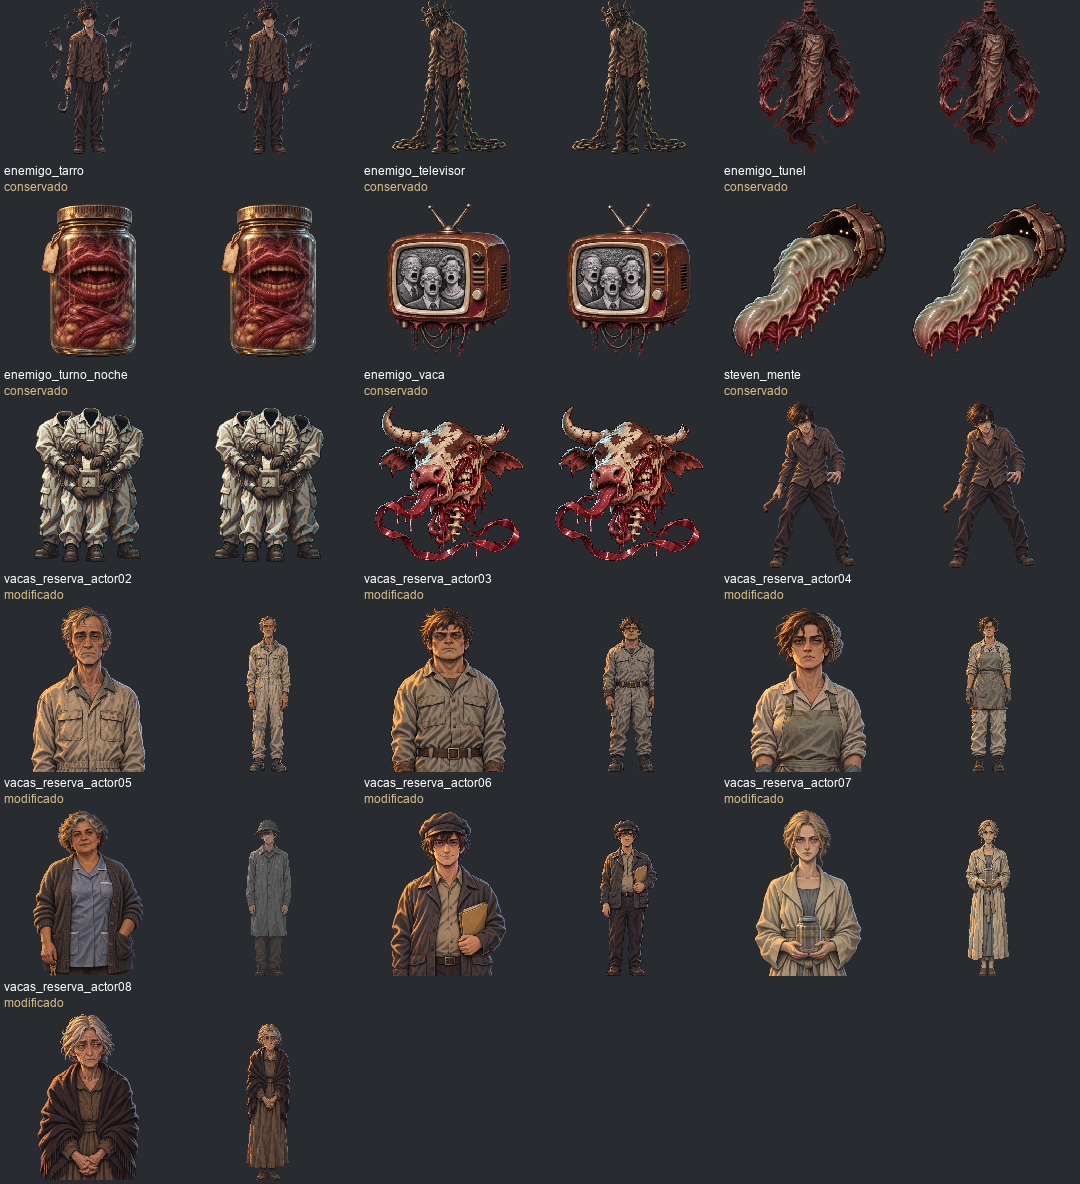 enemigo_tarro
conservado
enemigo_televisor
conservado
enemigo_tunel
conservado
enemigo_turno_noche
conservado
enemigo_vaca
conservado
steven_mente
conservado
vacas_reserva_actor02
modificado
vacas_reserva_actor03
modificado
vacas_reserva_actor04
modificado
vacas_reserva_actor05
modificado
vacas_reserva_actor06
modificado
vacas_reserva_actor07
modificado
vacas_reserva_actor08
modificado